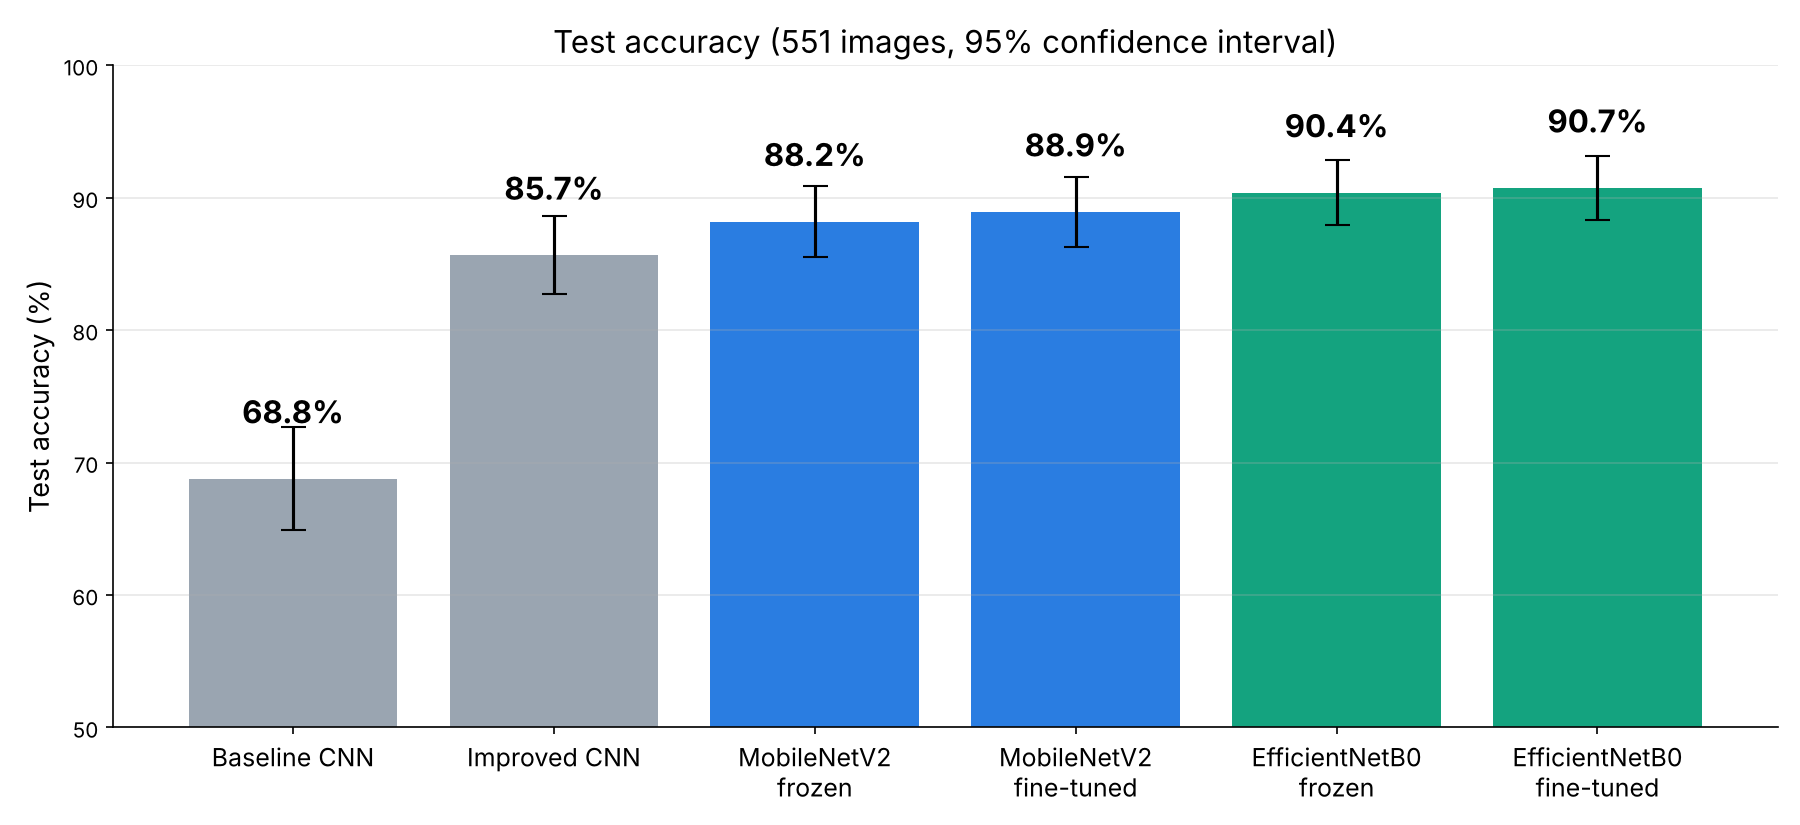 Test accuracy (551 images, 95% confidence interval)
Test accuracy (%)
100
90
80
70
60
50
68.8%
85.7%
88.2%
88.9%
90.4%
90.7%
Baseline CNN
Improved CNN
MobileNetV2
frozen
MobileNetV2
fine-tuned
EfficientNetB0
frozen
EfficientNetB0
fine-tuned